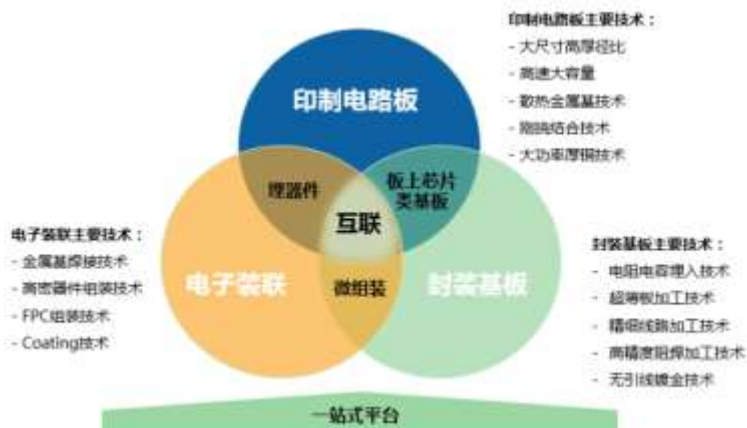 印制电路板主要技术：
- 大尺寸高厚径比
- 高速大容量
- 散热金属基技术
- 刚挠结合技术
- 大功率厚铜技术
印制电路板
埋器件
板上芯片
类基板
互联
电子装联
微组装
封装基板
电子装联主要技术：
- 金属基焊接技术
- 高密器件组装技术
- FPC组装技术
- Coating技术
封装基板主要技术：
- 电阻电容埋入技术
- 超薄板加工技术
- 精细线路加工技术
- 高精度阻焊加工技术
- 无引线镀金技术
一站式平台